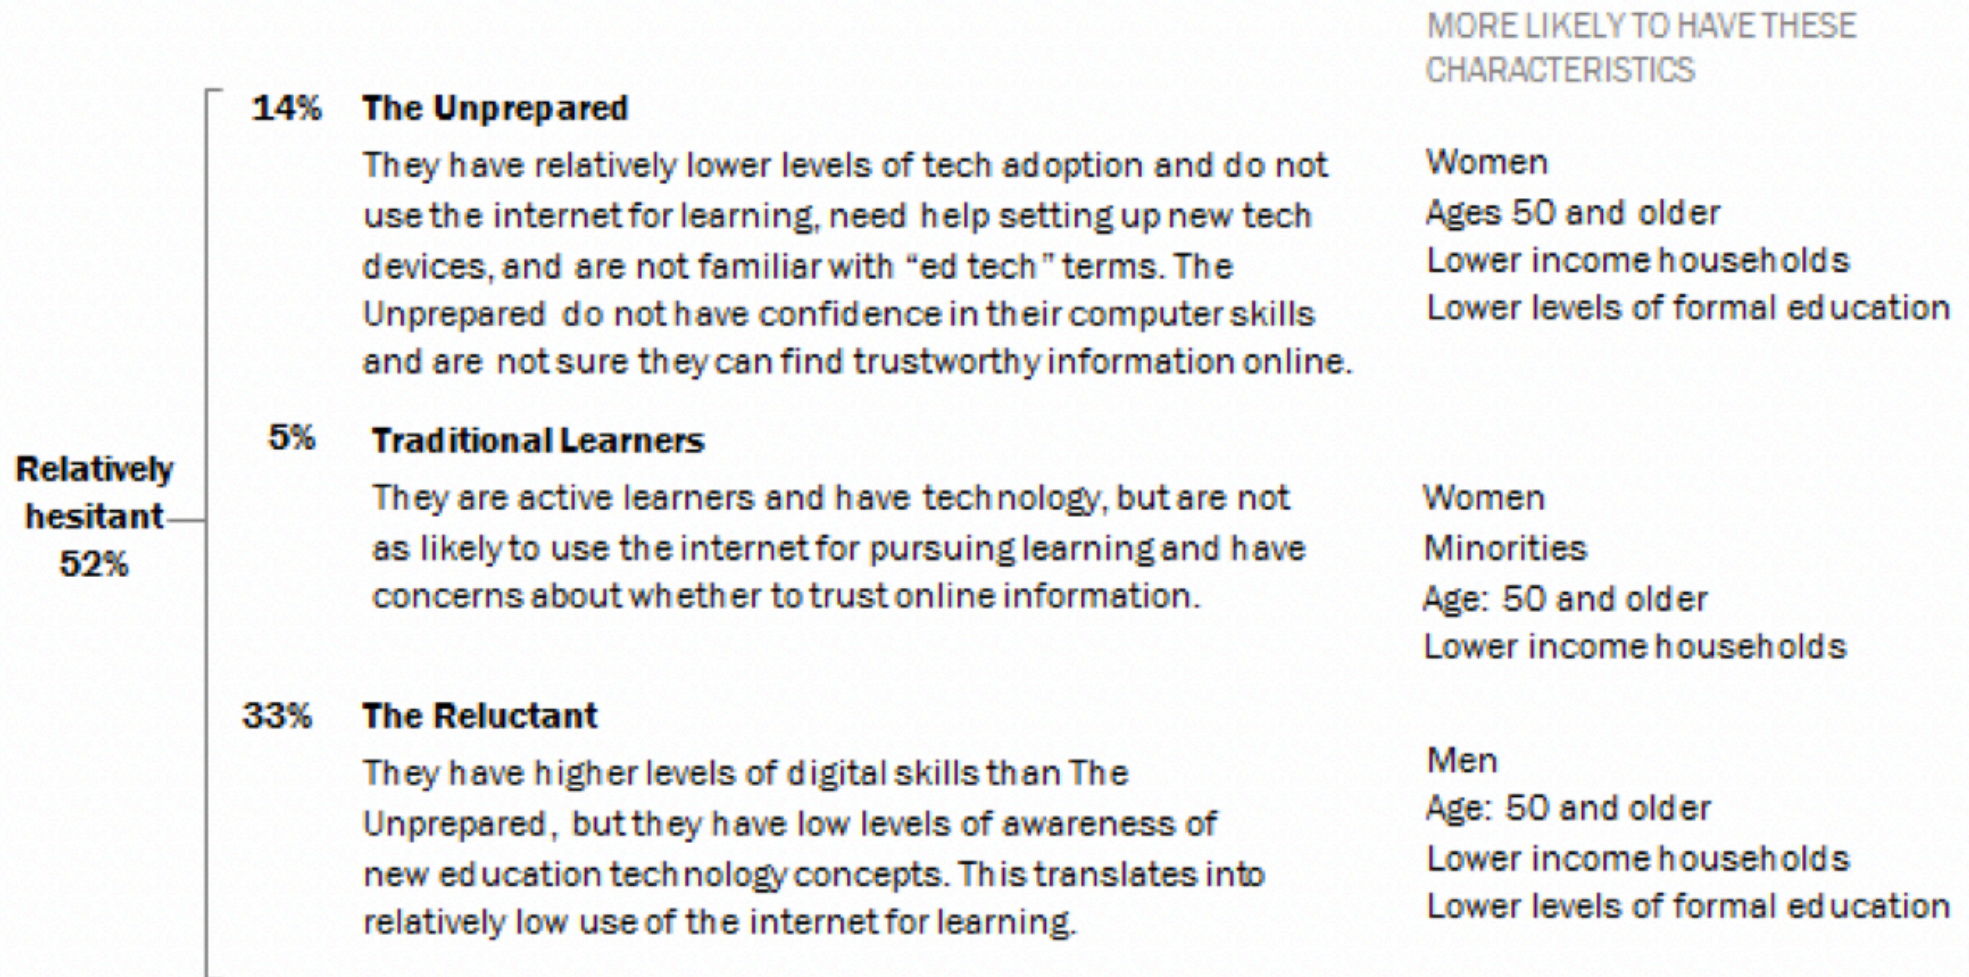 MORE LIKELY TO HAVE THESE
CHARACTERISTICS
14% The Unprepared
They have relatively lower levels of tech adoption and do not
use the internet for learning, need help setting up new tech
devices, and are not familiar with “ed tech” terms. The
Unprepared do not have confidence in their computer skills
and are not sure they can find trustworthy information online.
Women
Ages 50 and older
Lower income households
Lower levels of formal education
Relatively
hesitant
52%
5% Traditional Learners
They are active learners and have technology, but are not
as likely to use the internet for pursuing learning and have
concerns about whether to trust online information.
Women
Minorities
Age: 50 and older
Lower income households
33% The Reluctant
They have higher levels of digital skills than The
Unprepared, but they have low levels of awareness of
new education technology concepts. This translates into
relatively low use of the internet for learning.
Men
Age: 50 and older
Lower income households
Lower levels of formal education